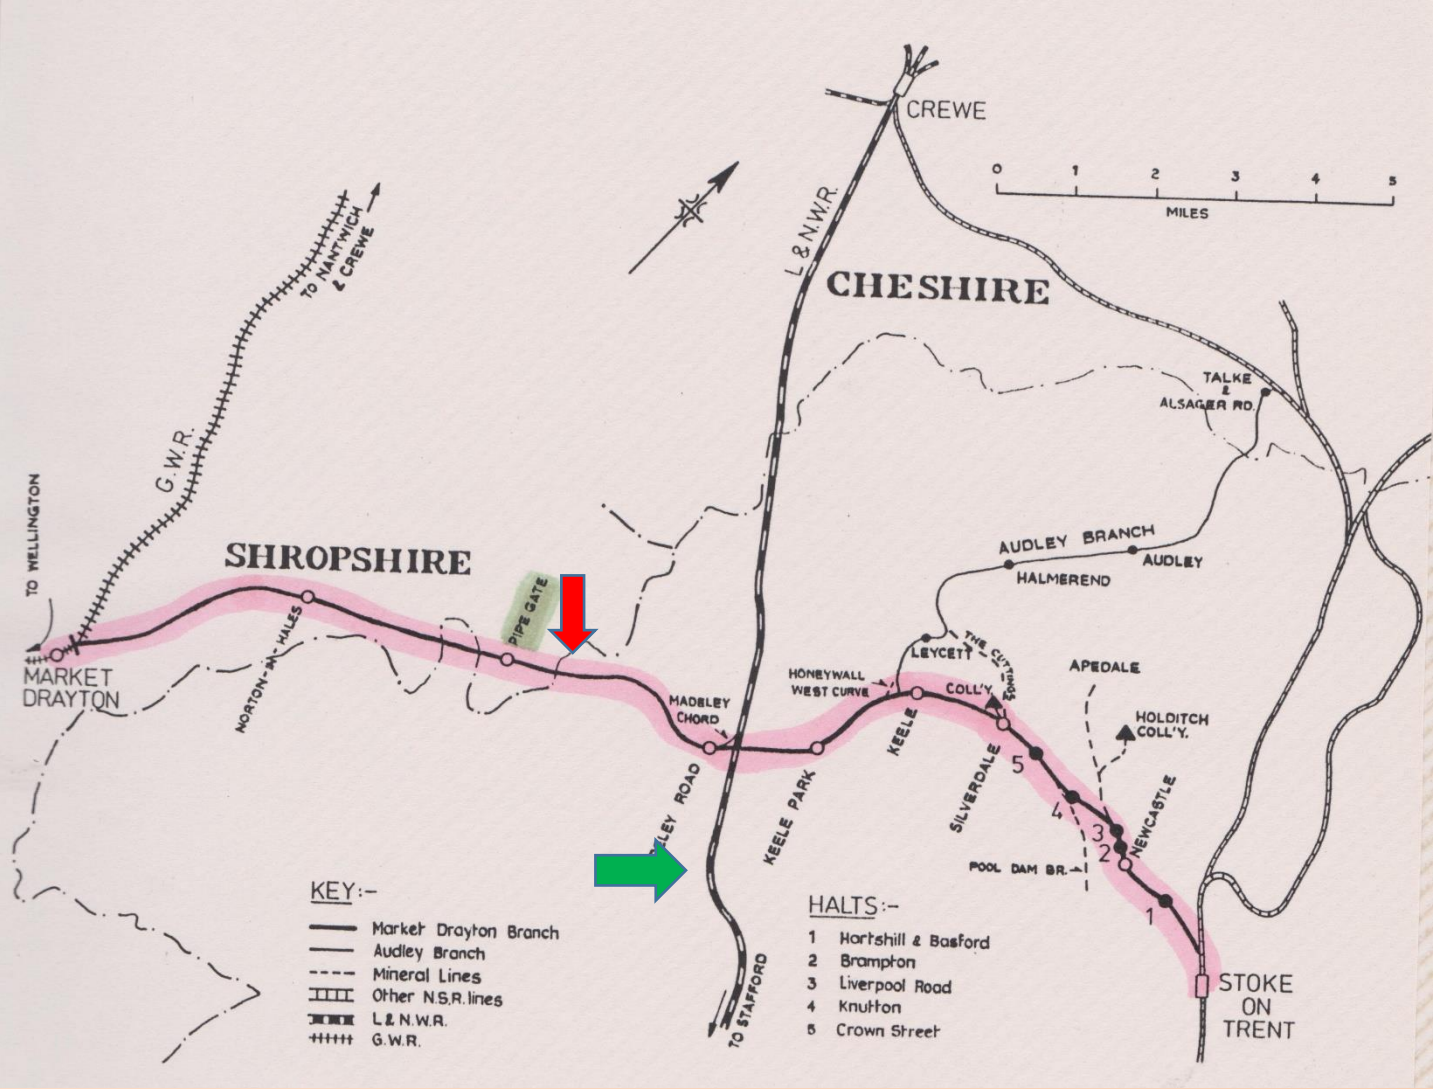 CREWE
0 1 2 3 4 5
MILES
L & N.W.R.
CHESHIRE
TO NANTWICH
& CREWE
G.W.R.
TALKE
&
ALSAGER RD.
TO WELLINGTON
SHROPSHIRE
AUDLEY BRANCH
AUDLEY
HALMEREND
PIPE GATE
NORTON-IN-HALES
LEYCETT
THE CUTTINGS
MARKET
DRAYTON
HONEYWALL
WEST CURVE
COLL'Y.
APEDALE
MADELEY
CHORD
HOLDITCH
COLL'Y.
KEELE
SILVERDALE
5
4
3
2
NEWCASTLE
ELEY ROAD
KEELE PARK
POOL DAM BR.
1
KEY:-
Market Drayton Branch
Audley Branch
Mineral Lines
Other N.S.R. lines
L & N.W.R.
G.W.R.
TO STAFFORD
HALTS:-
1 Hartshill & Basford
2 Brampton
3 Liverpool Road
4 Knutton
5 Crown Street
STOKE
ON
TRENT